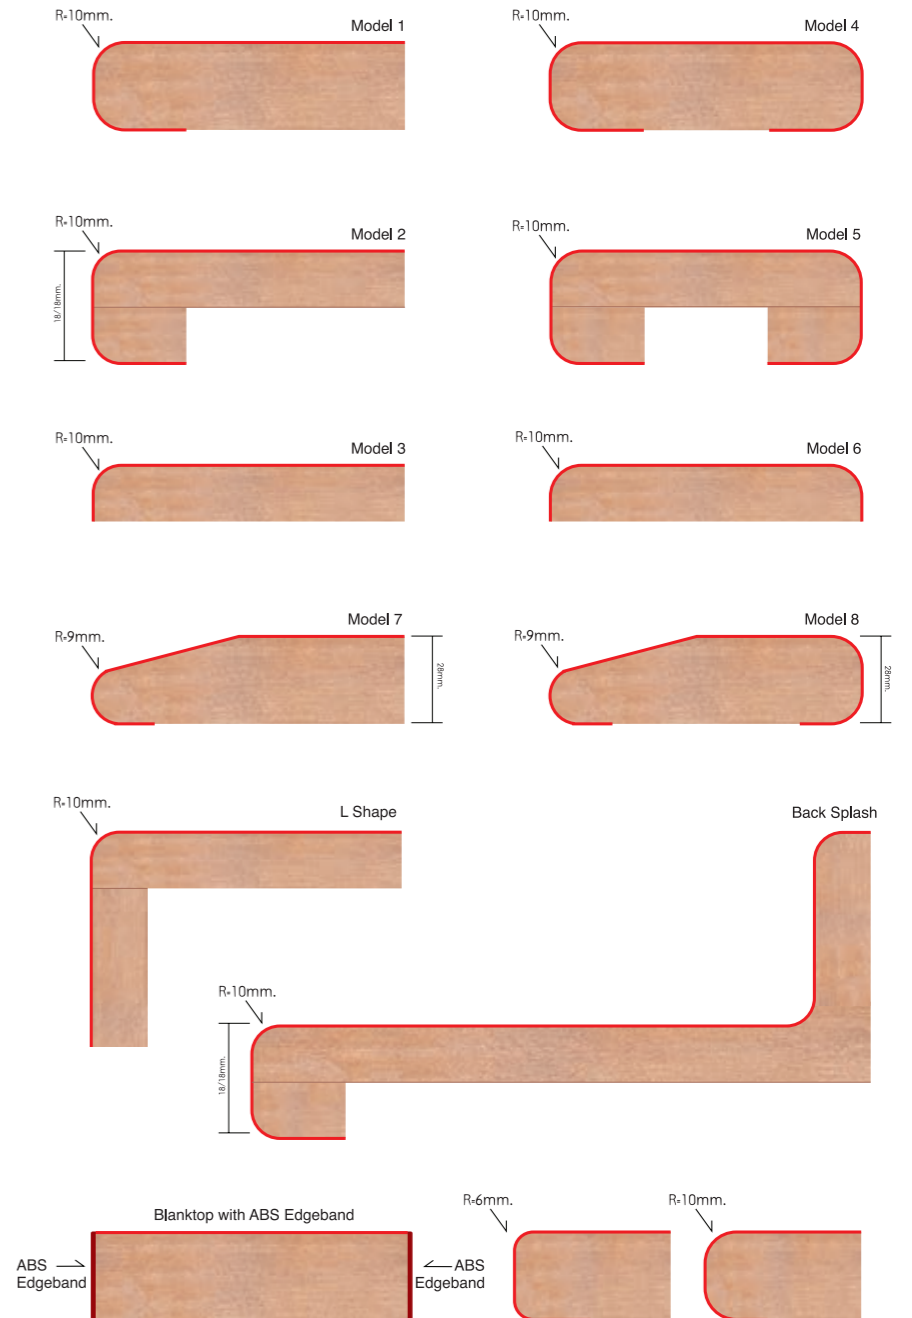 R=10mm.
Model 1
R=10mm.
Model 4
R=10mm.
Model 2
18/18mm.
R=10mm.
Model 5
R=10mm.
Model 3
R=10mm.
Model 6
R=9mm.
Model 7
28mm.
R=9mm.
Model 8
28mm.
R=10mm.
L Shape
Back Splash
R=10mm.
18/18mm.
Blanktop with ABS Edgeband
ABS
Edgeband
ABS
Edgeband
R=6mm.
R=10mm.